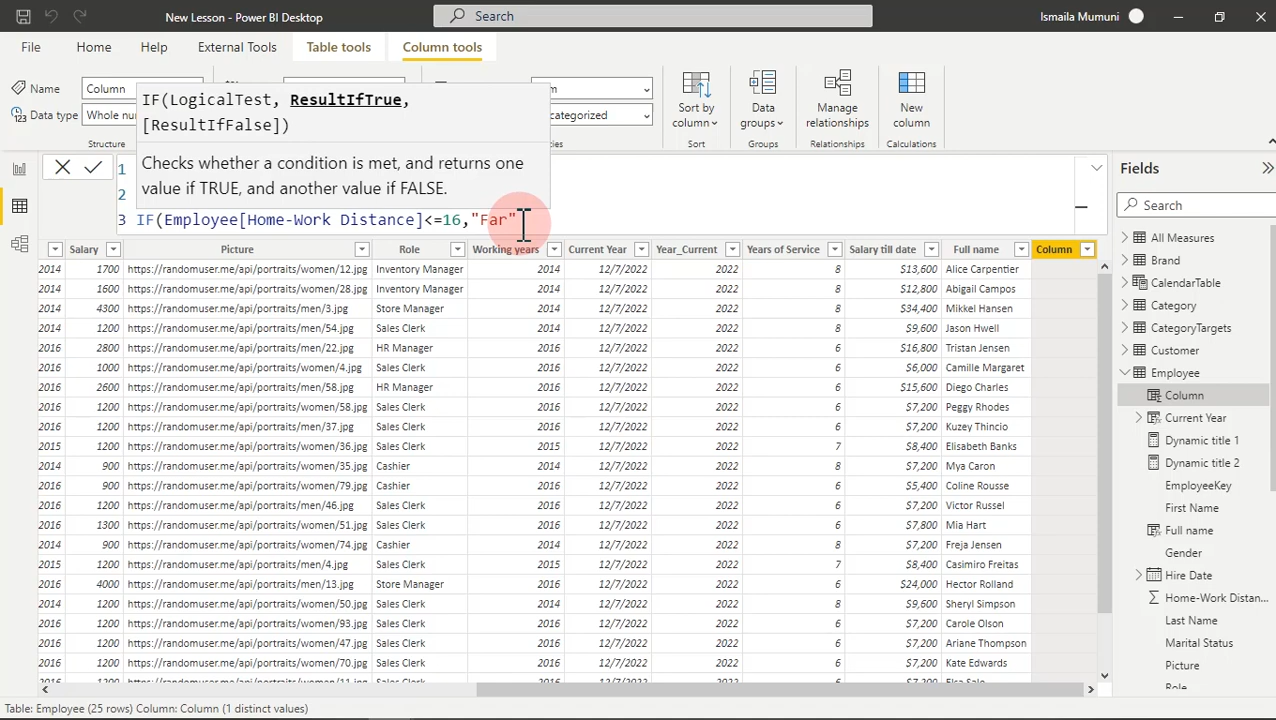 New Lesson - Power BI Desktop
Search
Ismaila Mumuni
File Home Help External Tools Table tools Column tools
Name Column
Data type Whole nu
Structure
IF(LogicalTest, ResultIfTrue,
[ResultIfFalse])
Checks whether a condition is met, and returns one
value if TRUE, and another value if FALSE.
categorized
Sort by column
Sort
Data groups
Groups
Manage relationships
Relationships
New column
Calculations
1
2
3 IF(Employee[Home-Work Distance]<=16,"Far"
Salary Picture Role Working years Current Year Year_Current Years of Service Salary till date Full name Column
2014 1700 https://randomuser.me/api/portraits/women/12.jpg Inventory Manager 2014 12/7/2022 2022 8 $13,600 Alice Carpentier
2014 1600 https://randomuser.me/api/portraits/women/28.jpg Inventory Manager 2014 12/7/2022 2022 8 $12,800 Abigail Campos
2014 4300 https://randomuser.me/api/portraits/men/3.jpg Store Manager 2014 12/7/2022 2022 8 $34,400 Mikkel Hansen
2014 1200 https://randomuser.me/api/portraits/men/54.jpg Sales Clerk 2014 12/7/2022 2022 8 $9,600 Jason Hwell
2016 2800 https://randomuser.me/api/portraits/men/22.jpg HR Manager 2016 12/7/2022 2022 6 $16,800 Tristan Jensen
2016 1000 https://randomuser.me/api/portraits/women/4.jpg Sales Clerk 2016 12/7/2022 2022 6 $6,000 Camille Margaret
2016 2600 https://randomuser.me/api/portraits/men/58.jpg HR Manager 2016 12/7/2022 2022 6 $15,600 Diego Charles
2016 1200 https://randomuser.me/api/portraits/women/58.jpg Sales Clerk 2016 12/7/2022 2022 6 $7,200 Peggy Rhodes
2016 1200 https://randomuser.me/api/portraits/men/37.jpg Sales Clerk 2016 12/7/2022 2022 6 $7,200 Kuzey Thincio
2015 1200 https://randomuser.me/api/portraits/women/36.jpg Sales Clerk 2015 12/7/2022 2022 7 $8,400 Elisabeth Banks
2014 900 https://randomuser.me/api/portraits/women/35.jpg Cashier 2014 12/7/2022 2022 8 $7,200 Mya Caron
2016 900 https://randomuser.me/api/portraits/women/79.jpg Cashier 2016 12/7/2022 2022 6 $5,400 Coline Rousse
2016 1200 https://randomuser.me/api/portraits/men/46.jpg Sales Clerk 2016 12/7/2022 2022 6 $7,200 Victor Russel
2016 1300 https://randomuser.me/api/portraits/women/51.jpg Sales Clerk 2016 12/7/2022 2022 6 $7,800 Mia Hart
2014 900 https://randomuser.me/api/portraits/women/74.jpg Cashier 2014 12/7/2022 2022 8 $7,200 Freja Jensen
2015 1200 https://randomuser.me/api/portraits/men/4.jpg Sales Clerk 2015 12/7/2022 2022 7 $8,400 Casimiro Freitas
2016 4000 https://randomuser.me/api/portraits/men/13.jpg Store Manager 2016 12/7/2022 2022 6 $24,000 Hector Rolland
2014 1200 https://randomuser.me/api/portraits/women/50.jpg Sales Clerk 2014 12/7/2022 2022 8 $9,600 Sheryl Simpson
2016 1200 https://randomuser.me/api/portraits/women/93.jpg Sales Clerk 2016 12/7/2022 2022 6 $7,200 Carole Olson
2016 1200 https://randomuser.me/api/portraits/women/47.jpg Sales Clerk 2016 12/7/2022 2022 6 $7,200 Ariane Thompson
2016 1200 https://randomuser.me/api/portraits/women/70.jpg Sales Clerk 2016 12/7/2022 2022 6 $7,200 Kate Edwards
Fields
Search
All Measures
Brand
CalendarTable
Category
CategoryTargets
Customer
Employee
Column
Current Year
Dynamic title 1
Dynamic title 2
EmployeeKey
First Name
Full name
Gender
Hire Date
Home-Work Distan...
Last Name
Marital Status
Picture
Table: Employee (25 rows) Column: Column (1 distinct values)